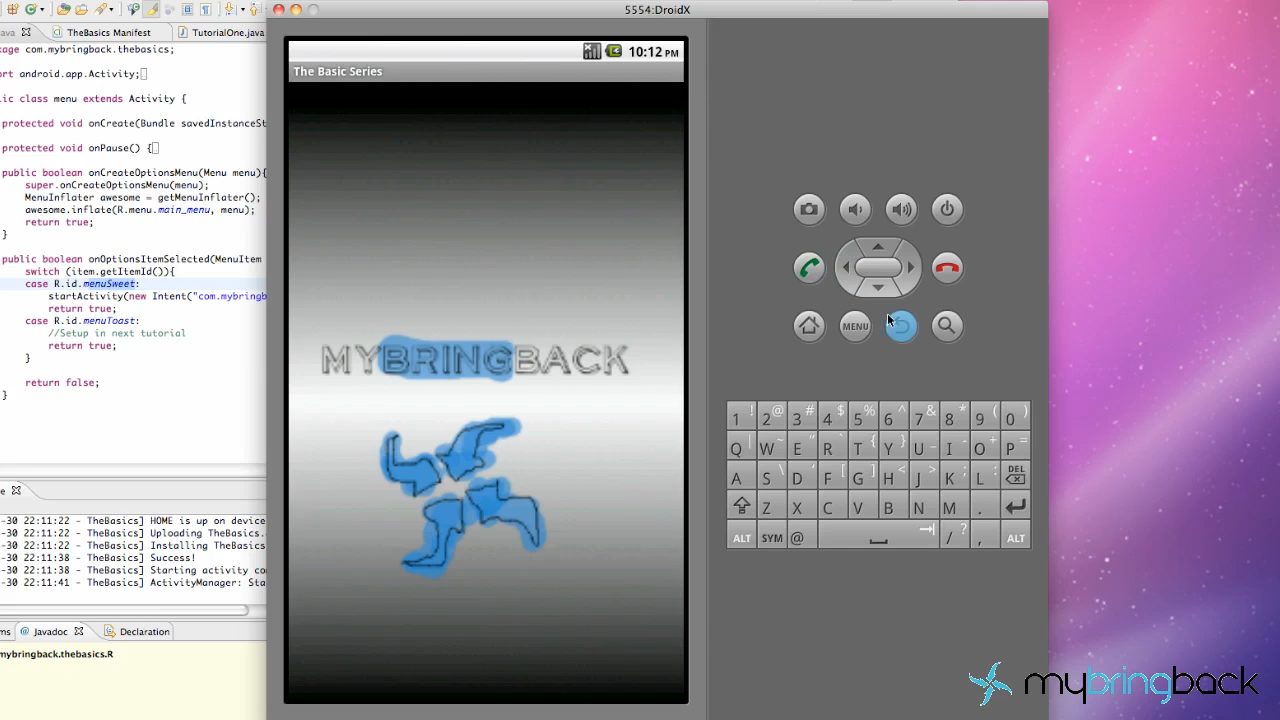 5554:DroidX
ava
TheBasics Manifest
TutorialOne.java
10:12 PM
The Basic Series
kage com.mybringback.thebasics;
ort android.app.Activity;
lic class menu extends Activity {
protected void onCreate(Bundle savedInstanceSt
protected void onPause() {
public boolean onCreateOptionsMenu(Menu menu){
super.onCreateOptionsMenu(menu);
MenuInflater awesome = getMenuInflater();
awesome.inflate(R.menu.main_menu, menu);
return true;
}
public boolean onOptionsItemSelected(MenuItem
switch (item.getItemId()){
case R.id.menuSweet:
startActivity(new Intent("com.mybringb
return true;
case R.id.menuToast:
//Setup in next tutorial
return true;
}
return false;
}
MYBRINGBACK
MENU
1 ! 2 @ 3 # 4 $ 5 % 6 ^ 7 & 8 * 9 ( 0 )
Q | W ~ E " R ` T { Y } U _ I - O + P =
A S \ D ' F [ G ] H < J > K ; L : DEL
Z X C V B N M .
ALT SYM @ / ? , ALT
e
-30 22:11:22 - TheBasics] HOME is up on device
-30 22:11:22 - TheBasics] Uploading TheBasics.
-30 22:11:22 - TheBasics] Installing TheBasics
-30 22:11:38 - TheBasics] Success!
-30 22:11:38 - TheBasics] Starting activity co
-30 22:11:41 - TheBasics] ActivityManager: Sta
ms
Javadoc
Declaration
mybringback.thebasics.R
mybringback